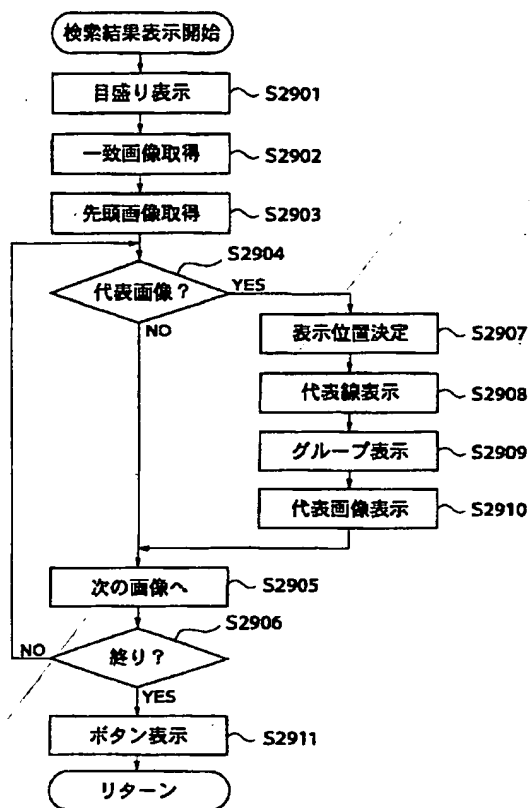 検索結果表示開始
目盛り表示 S2901
一致画像取得 S2902
先頭画像取得 S2903
S2904
代表画像? YES
NO
表示位置決定 S2907
代表線表示 S2908
グループ表示 S2909
代表画像表示 S2910
次の画像へ S2905
S2906
NO 終り?
YES
ボタン表示 S2911
リターン